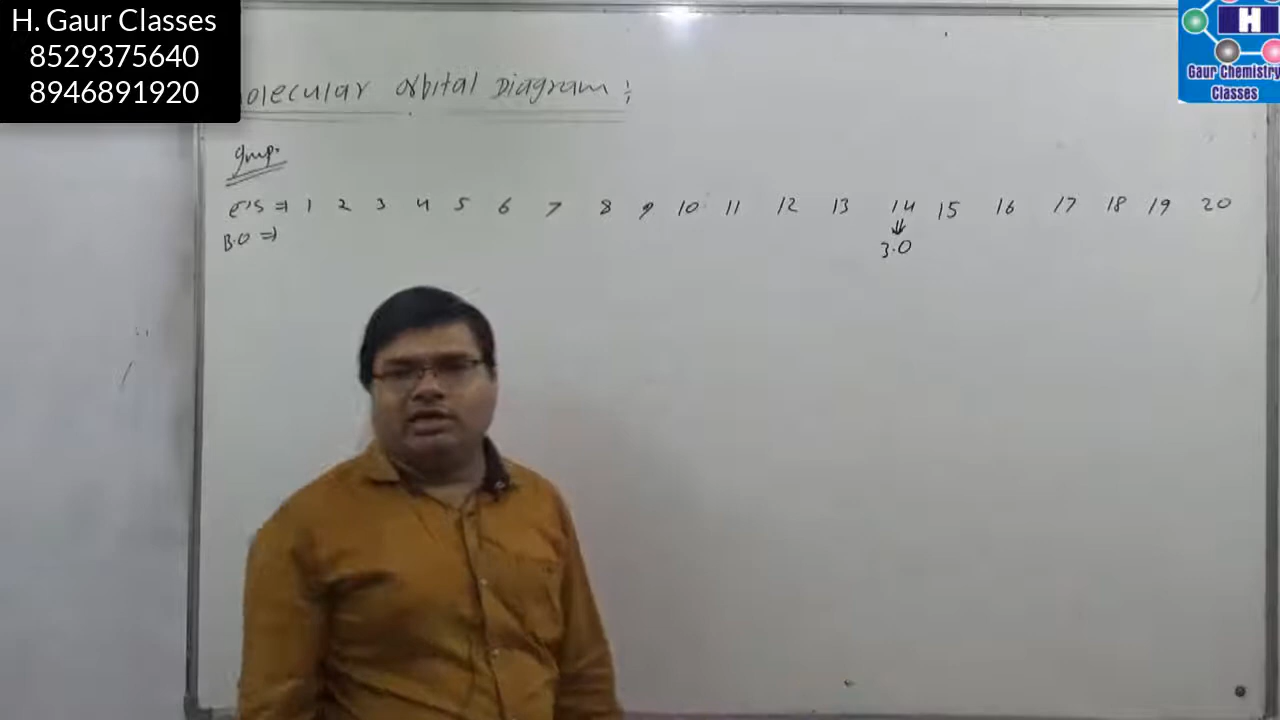 H. Gaur Classes
8529375640
8946891920
H
Gaur Chemistry
Classes
olecular orbital Diagram :
Imp.
e's ⇒ 1 2 3 4 5 6 7 8 9 10 11 12 13 14 15 16 17 18 19 20
⇓
B.O ⇒ 3.0